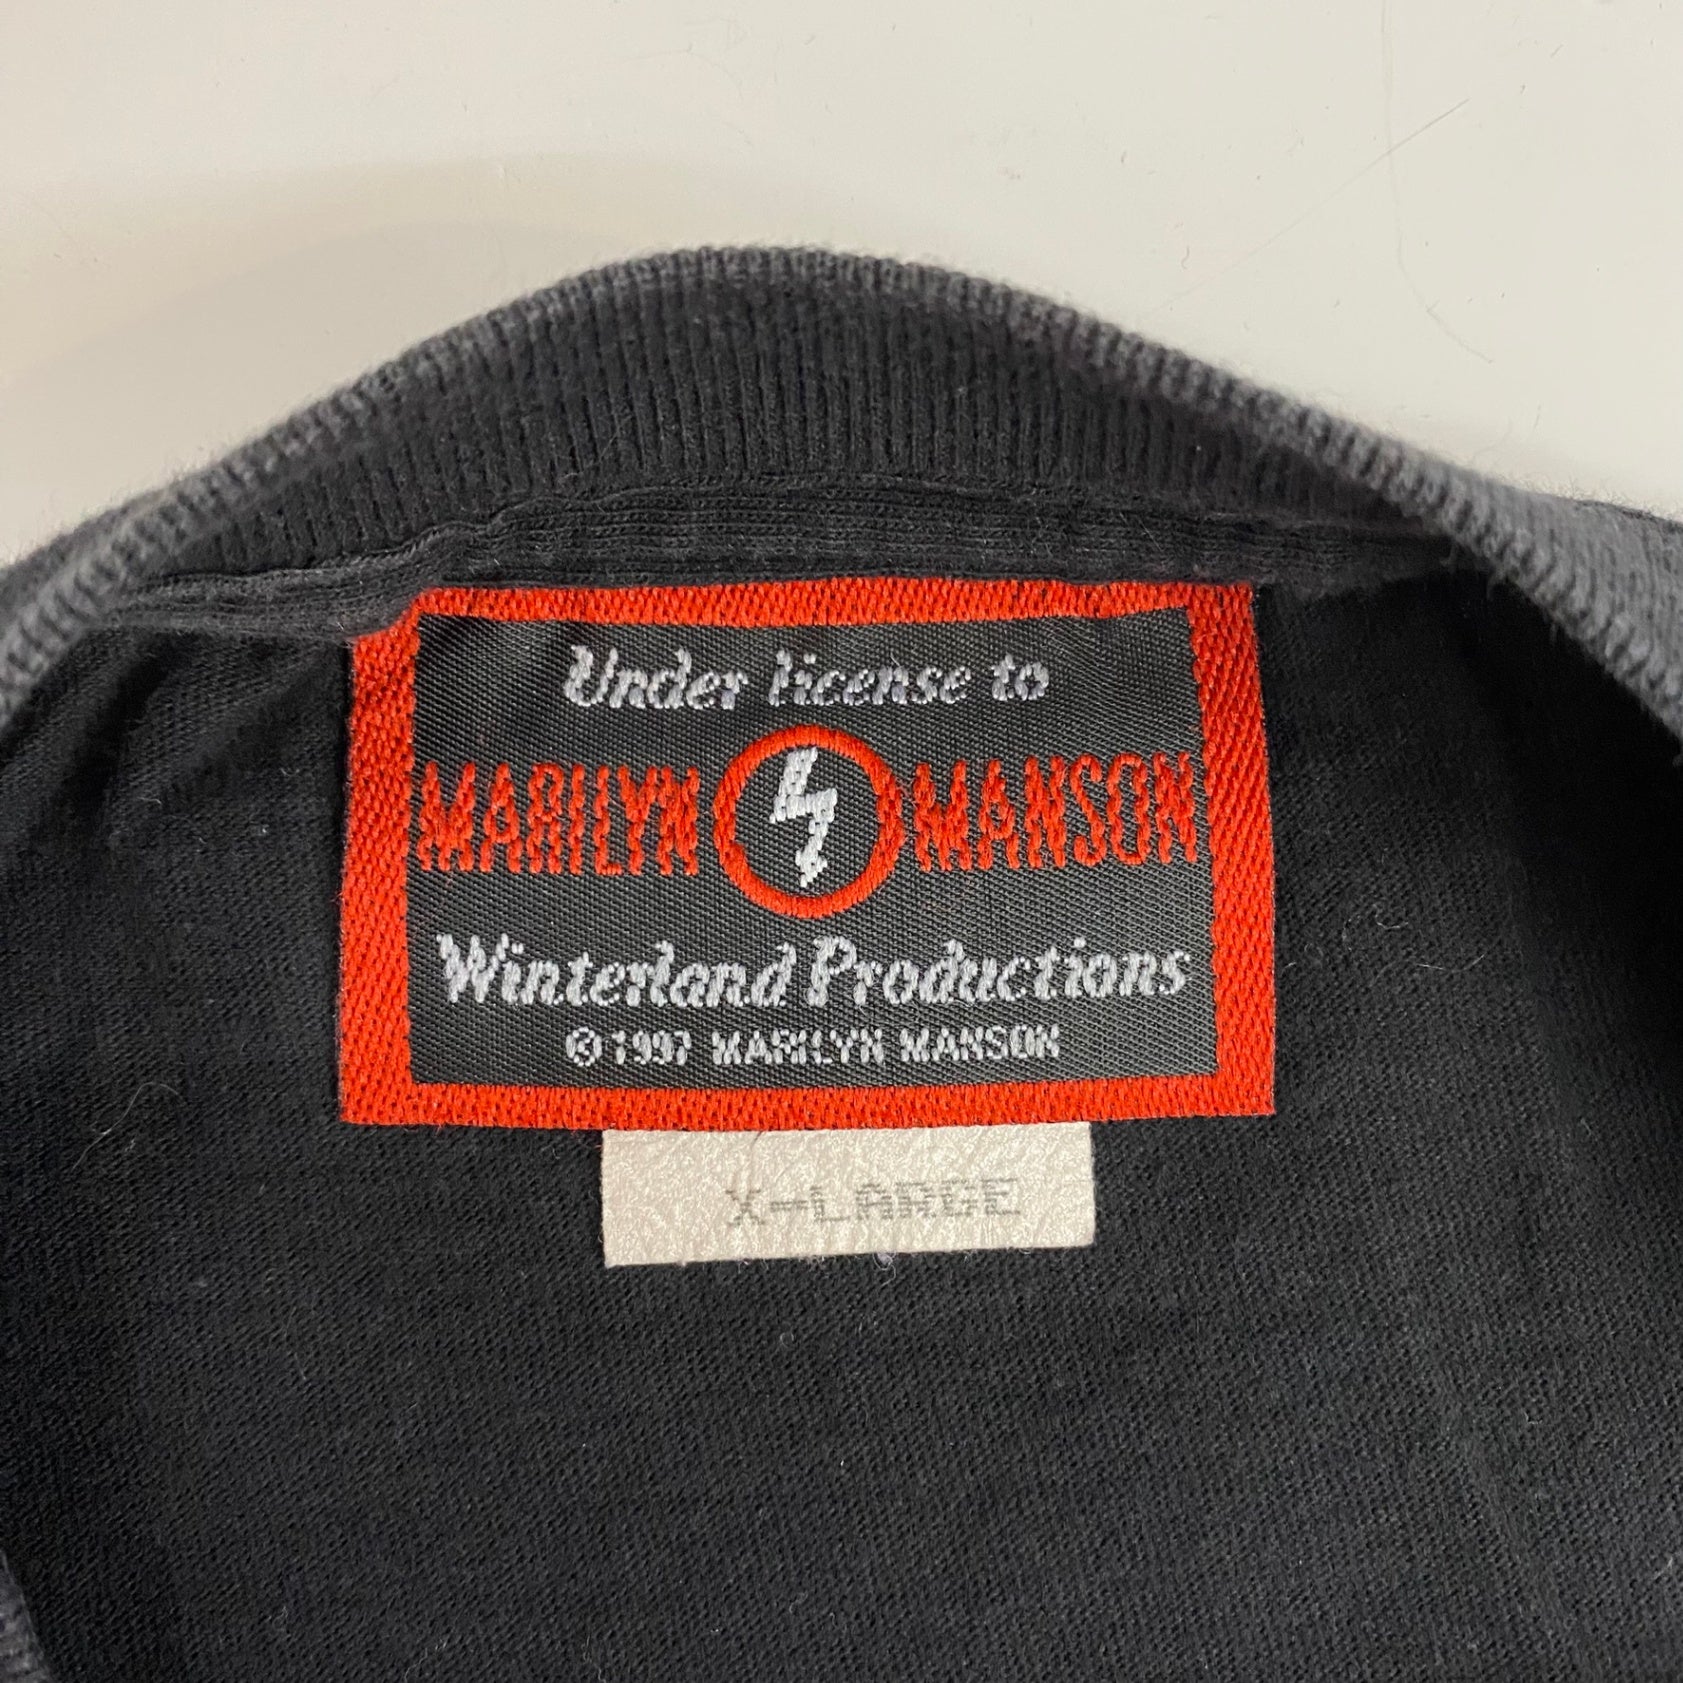 Under license to
MARILYN MANSON
Winterland Productions
©1997 MARILYN MANSON
X-LARGE